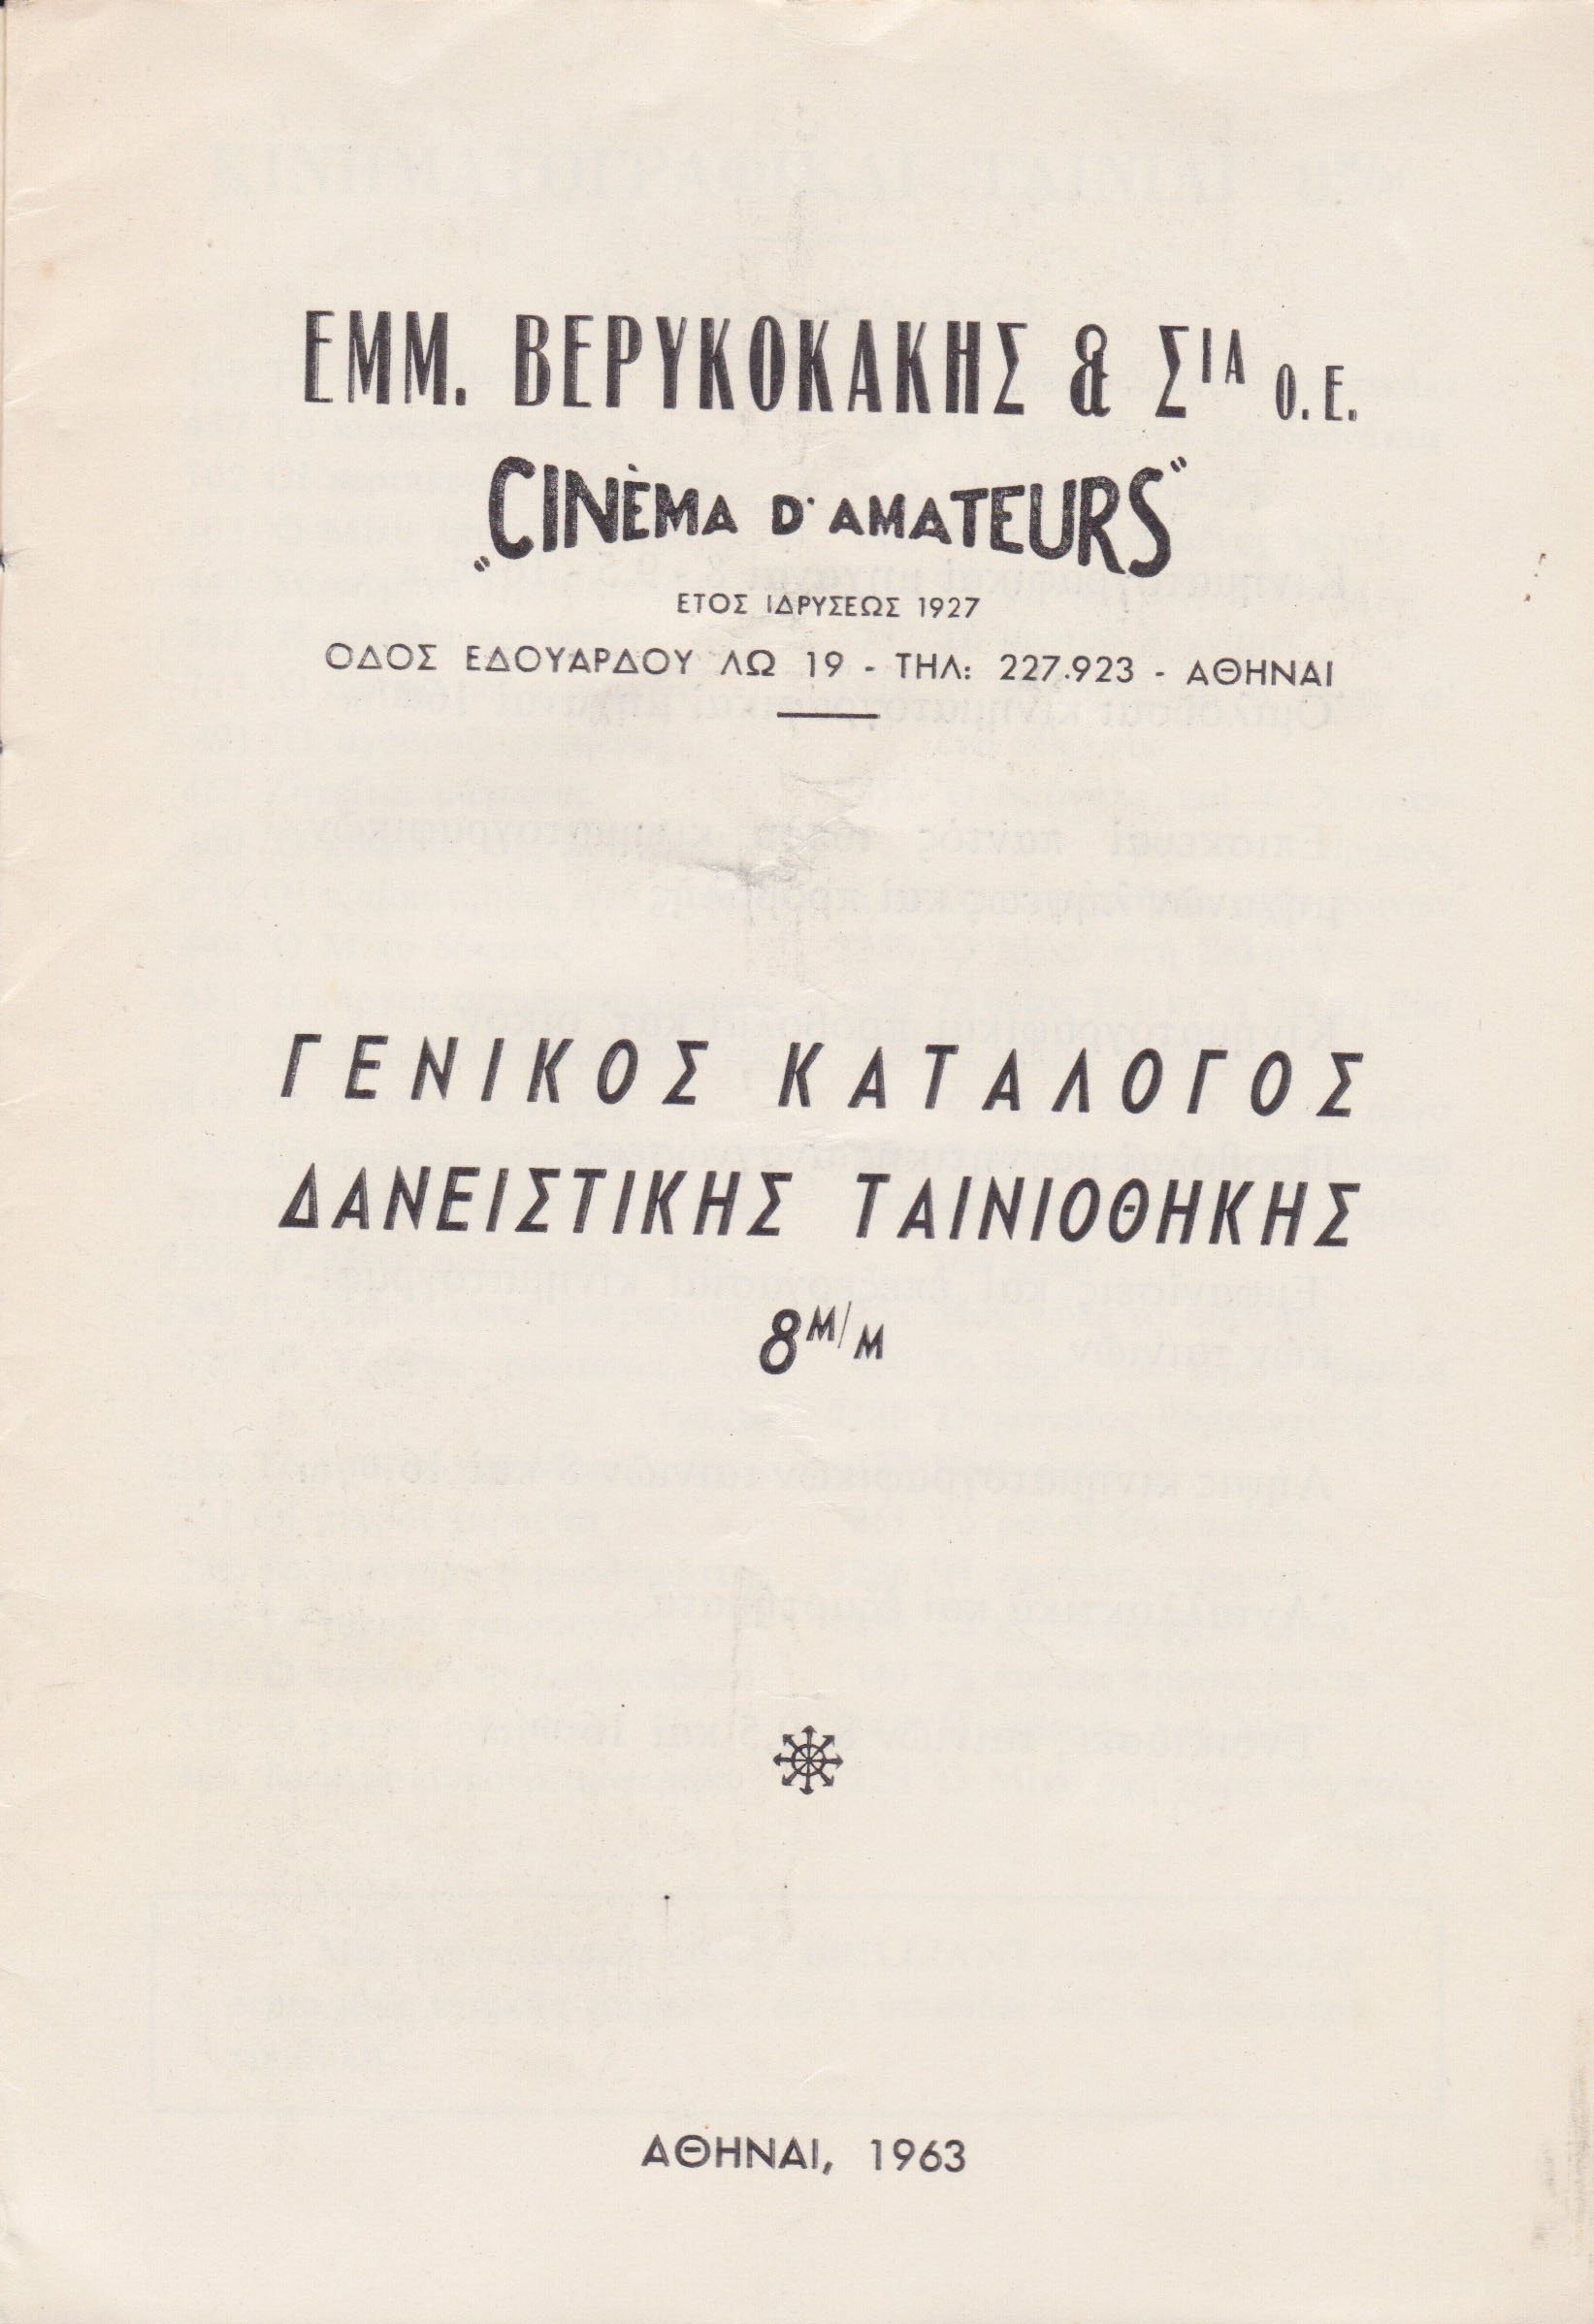 ΕΜΜ. ΒΕΡΥΚΟΚΑΚΗΣ & ΣΙΑ Ο.Ε.
„CINÈMA D'AMATEURS"
ΕΤΟΣ ΙΔΡΥΣΕΩΣ 1927
ΟΔΟΣ ΕΔΟΥΑΡΔΟΥ ΛΩ 19 - ΤΗΛ: 227.923 - ΑΘΗΝΑΙ
ΓΕΝΙΚΟΣ ΚΑΤΑΛΟΓΟΣ
ΔΑΝΕΙΣΤΙΚΗΣ ΤΑΙΝΙΟΘΗΚΗΣ
8 Μ/Μ
ΑΘΗΝΑΙ, 1963